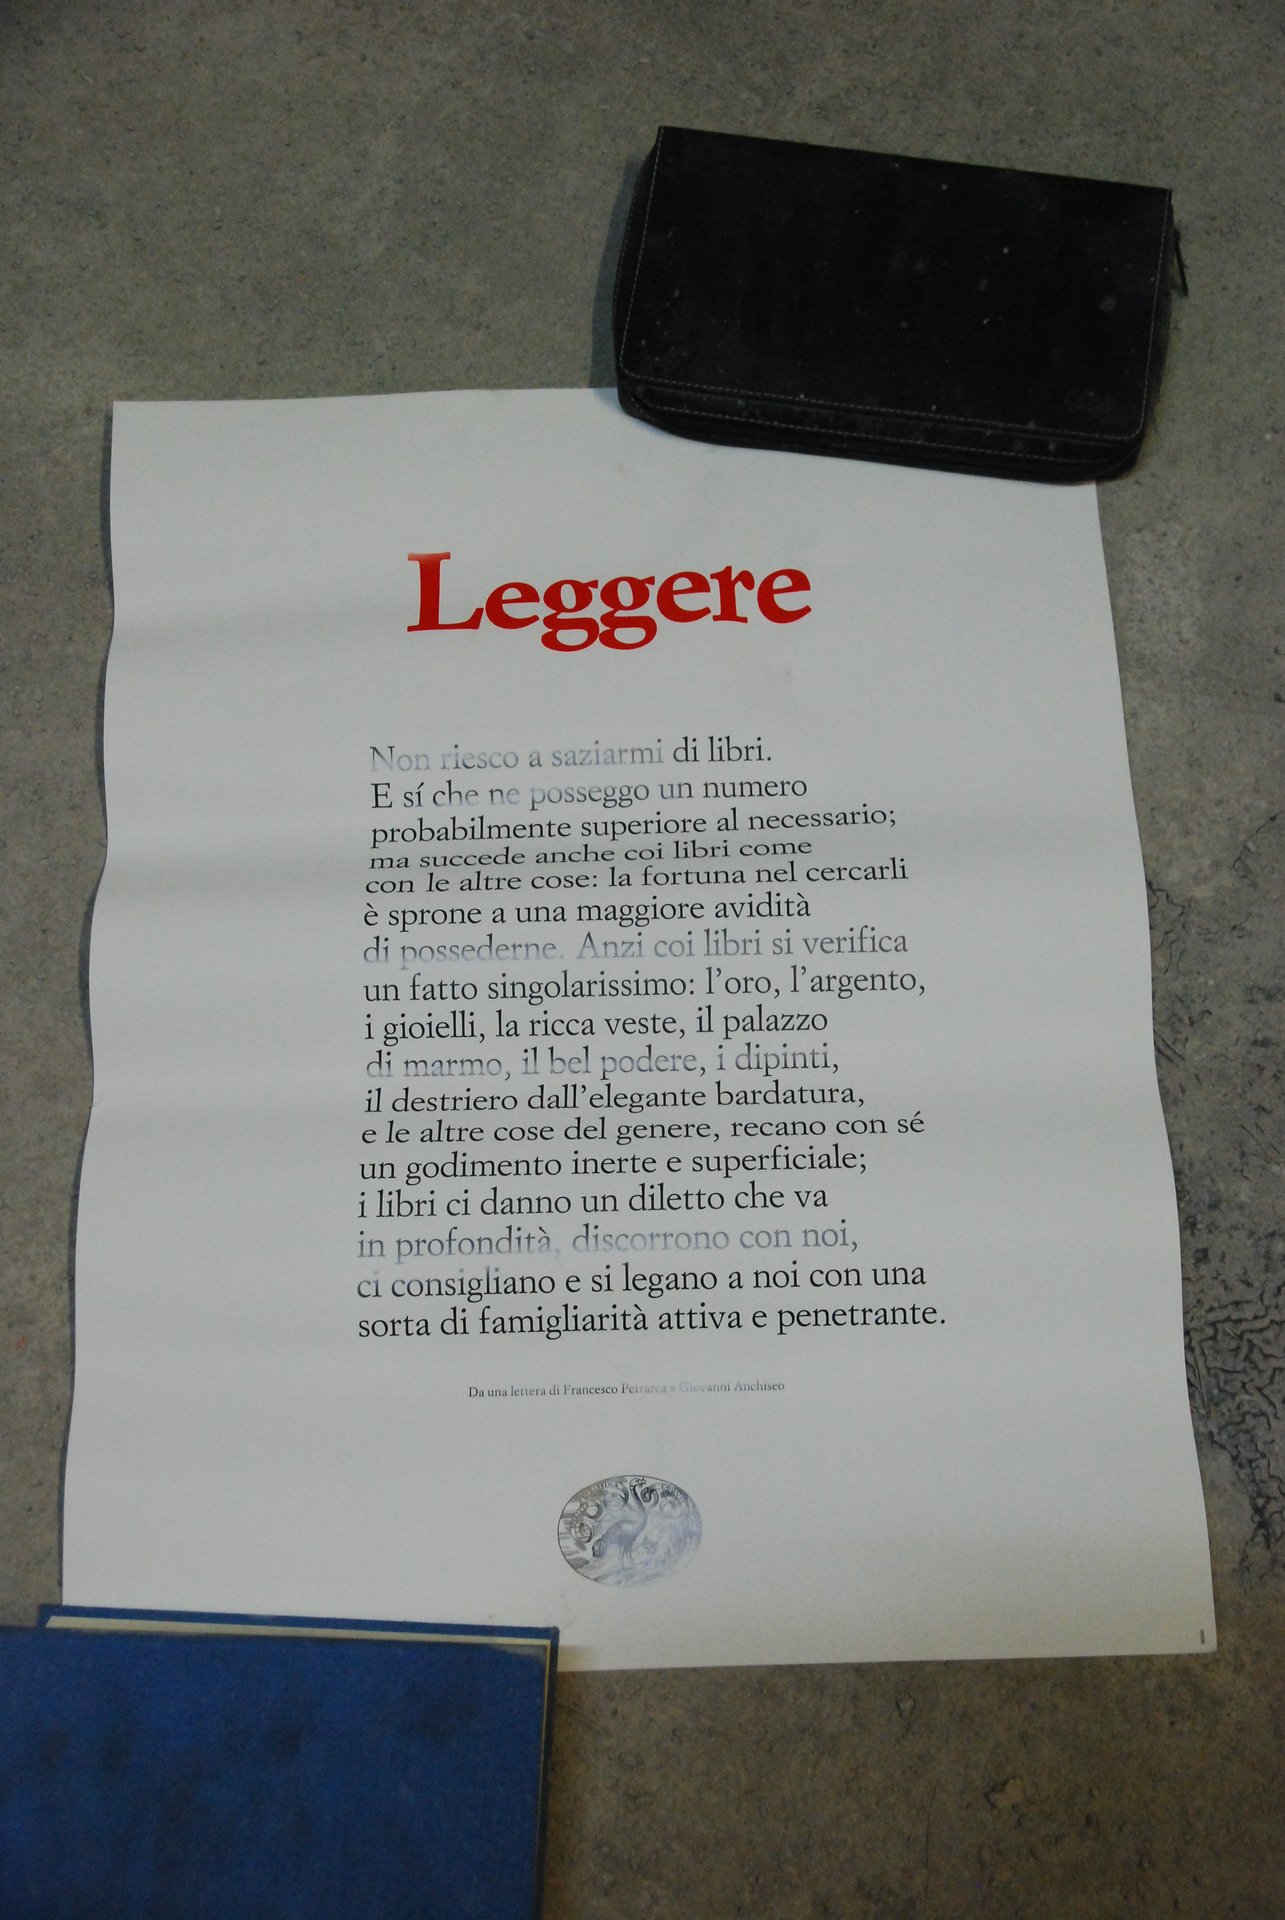 Leggere
Non riesco a saziarmi di libri.
E sí che ne posseggo un numero
probabilmente superiore al necessario;
ma succede anche coi libri come
con le altre cose: la fortuna nel cercarli
è sprone a una maggiore avidità
di possederne. Anzi coi libri si verifica
un fatto singolarissimo: l’oro, l’argento,
i gioielli, la ricca veste, il palazzo
di marmo, il bel podere, i dipinti,
il destriero dall’elegante bardatura,
e le altre cose del genere, recano con sé
un godimento inerte e superficiale;
i libri ci danno un diletto che va
in profondità, discorrono con noi,
ci consigliano e si legano a noi con una
sorta di famigliarità attiva e penetrante.
Da una lettera di Francesco Petrarca a Giovanni Anchiseo